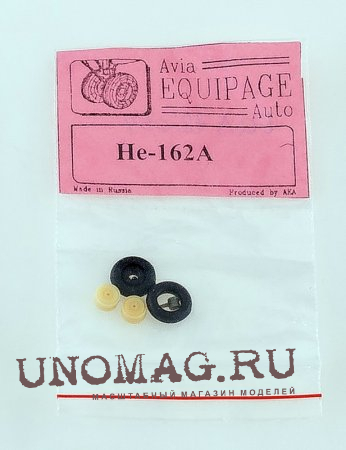 Avia
EQUIPAGE
Auto
He-162A
Made in Russia
Produced by AKA
UNOMAG.RU
МАСШТАБНЫЙ МАГАЗИН МОДЕЛЕЙ